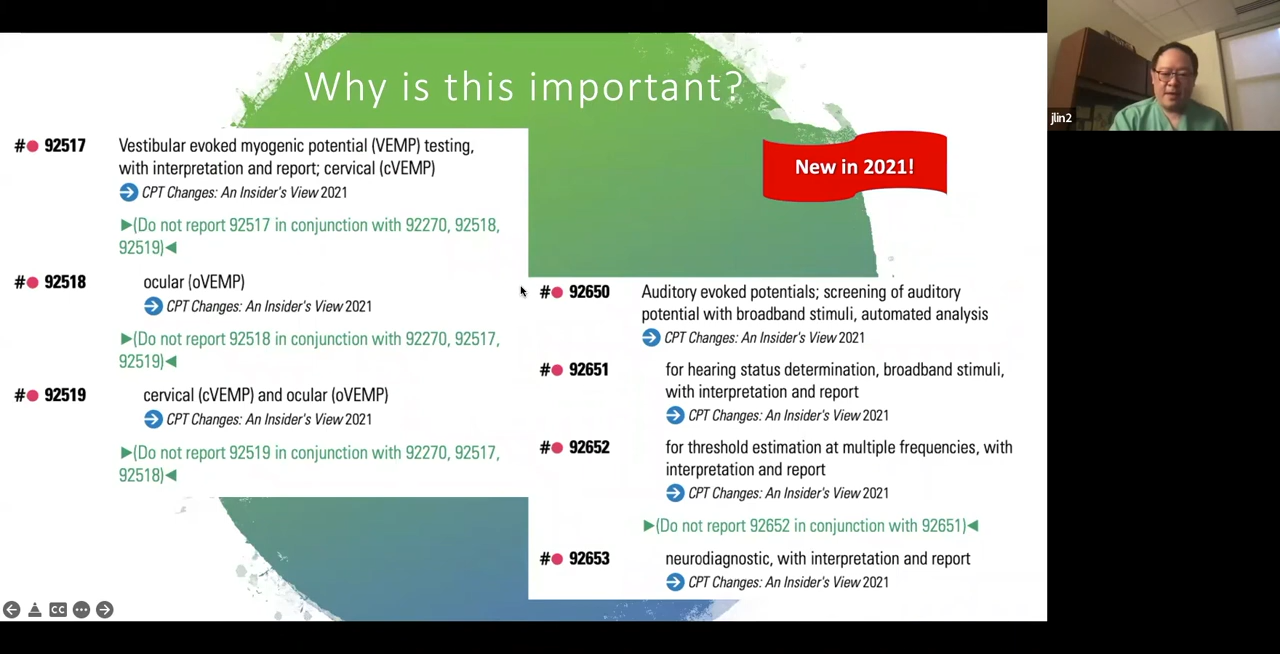 Why is this important?
New in 2021!
#● 92517 Vestibular evoked myogenic potential (VEMP) testing,
with interpretation and report; cervical (cVEMP)
CPT Changes: An Insider's View 2021
►(Do not report 92517 in conjunction with 92270, 92518,
92519)◄
#● 92518 ocular (oVEMP)
CPT Changes: An Insider's View 2021
►(Do not report 92518 in conjunction with 92270, 92517,
92519)◄
#● 92519 cervical (cVEMP) and ocular (oVEMP)
CPT Changes: An Insider's View 2021
►(Do not report 92519 in conjunction with 92270, 92517,
92518)◄
#● 92650 Auditory evoked potentials; screening of auditory
potential with broadband stimuli, automated analysis
CPT Changes: An Insider's View 2021
#● 92651 for hearing status determination, broadband stimuli,
with interpretation and report
CPT Changes: An Insider's View 2021
#● 92652 for threshold estimation at multiple frequencies, with
interpretation and report
CPT Changes: An Insider's View 2021
►(Do not report 92652 in conjunction with 92651)◄
#● 92653 neurodiagnostic, with interpretation and report
CPT Changes: An Insider's View 2021
CC
jlin2